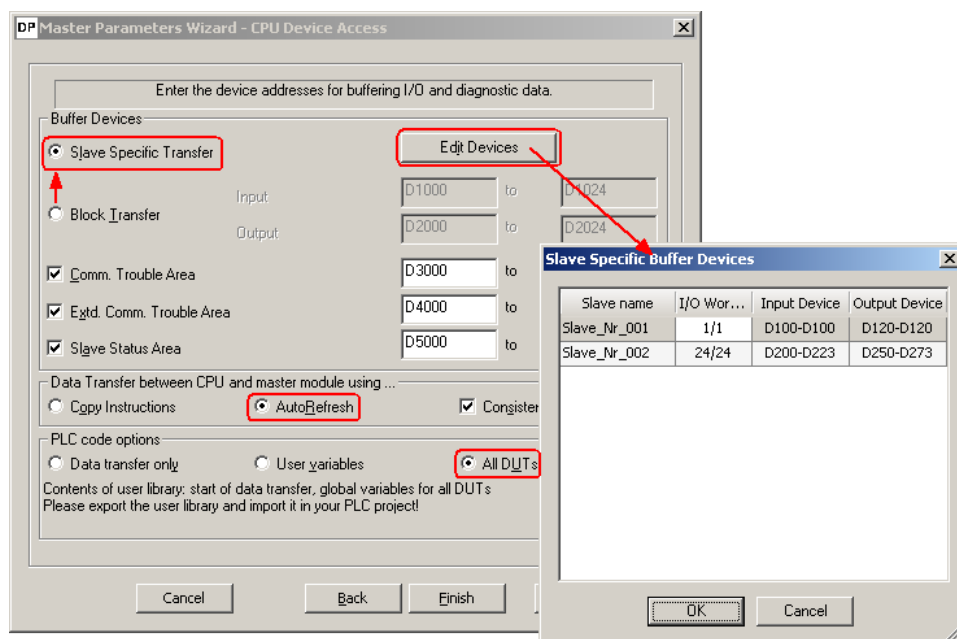 DP Master Parameters Wizard - CPU Device Access
Enter the device addresses for buffering I/O and diagnostic data.
Buffer Devices
Slave Specific Transfer
Edit Devices
Input
D1000 to D1024
Block Transfer
Output
D2000 to D2024
Comm. Trouble Area
D3000 to
Extd. Comm. Trouble Area
D4000 to
Slave Status Area
D5000 to
Data Transfer between CPU and master module using ...
Copy Instructions AutoRefresh Consister
PLC code options
Data transfer only User variables All DUTs
Contents of user library: start of data transfer, global variables for all DUTs
Please export the user library and import it in your PLC project!
Cancel Back Finish
Slave Specific Buffer Devices
Slave name I/O Wor... Input Device Output Device
Slave_Nr_001 1/1 D100-D100 D120-D120
Slave_Nr_002 24/24 D200-D223 D250-D273
OK Cancel